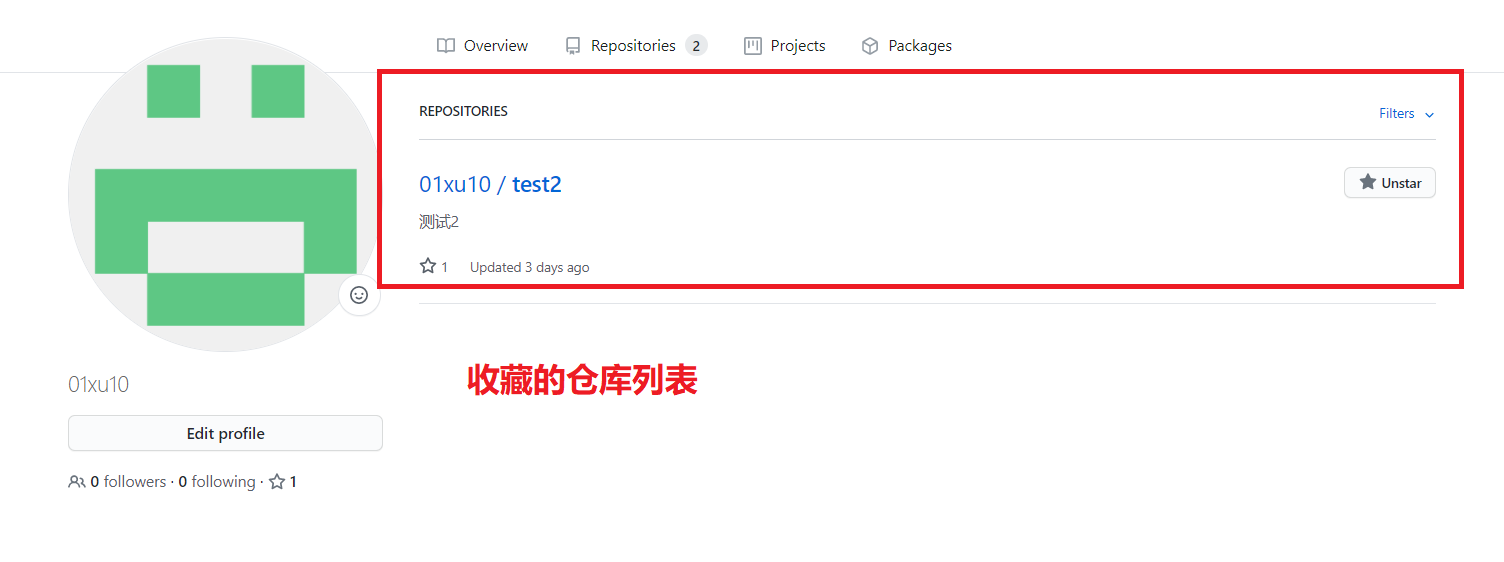 Overview Repositories 2 Projects Packages
REPOSITORIES
Filters
01xu10 / test2
Unstar
测试2
1 Updated 3 days ago
收藏的仓库列表
01xu10
Edit profile
0 followers · 0 following · 1